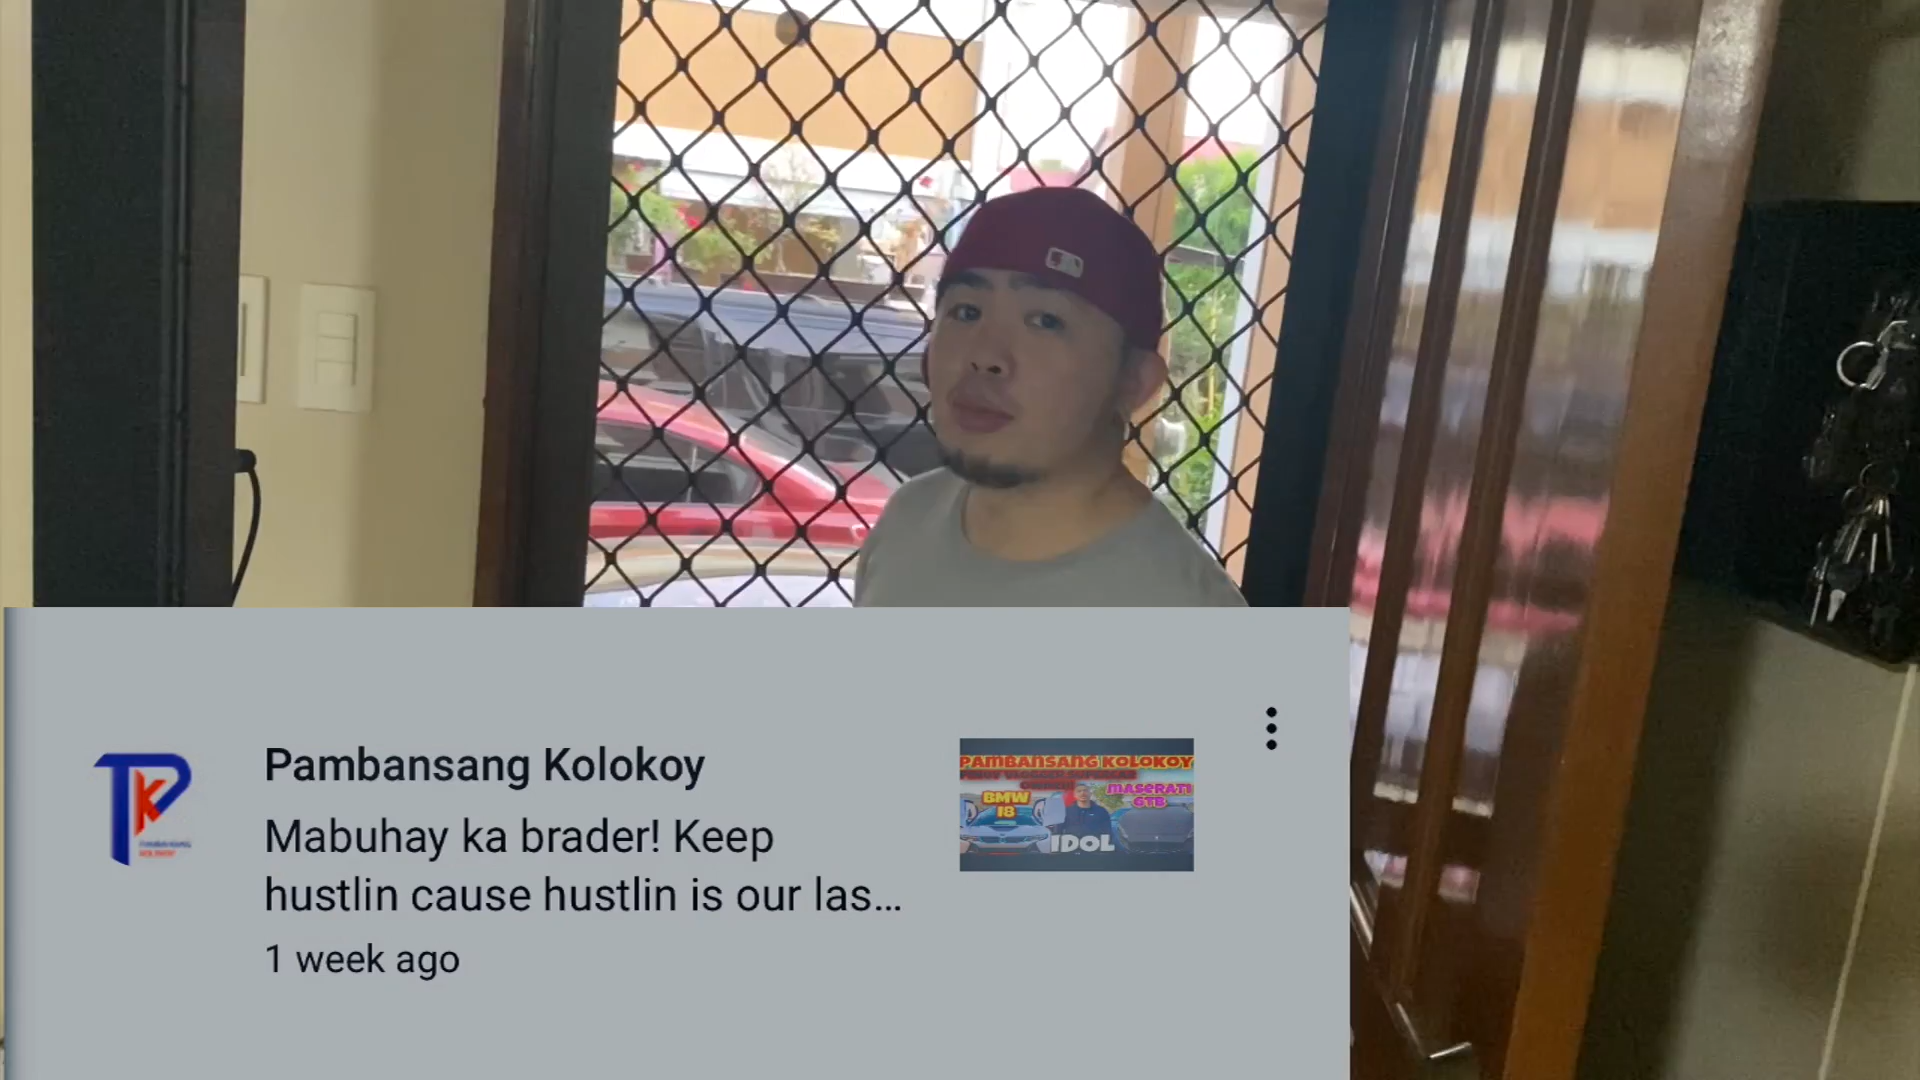 Pambansang Kolokoy
Mabuhay ka brader! Keep
hustlin cause hustlin is our las...
1 week ago
PAMBANSANG KOLOKOY
BMW
I8
MASERATI
GTB
IDOL